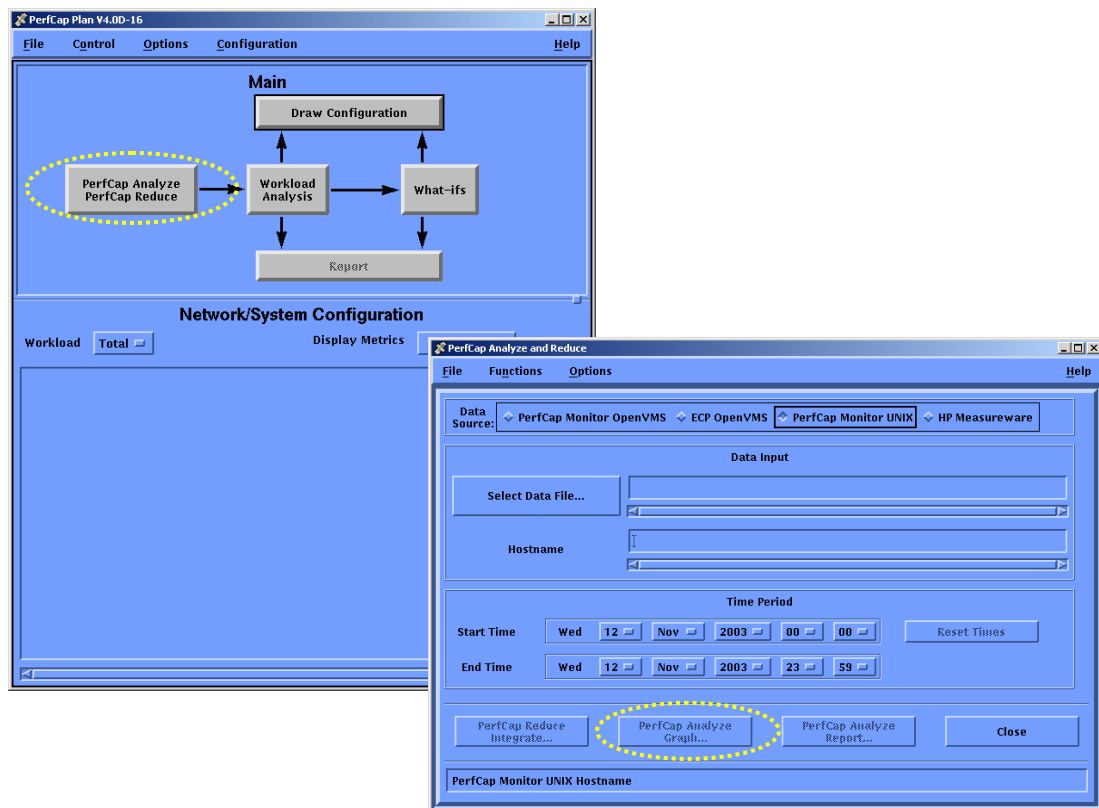 PerfCap Plan V4.0D-16
File Control Options Configuration Help
Main
Draw Configuration
PerfCap Analyze
PerfCap Reduce
Workload
Analysis
What-ifs
Report
Network/System Configuration
Workload Total Display Metrics
PerfCap Analyze and Reduce
File Functions Options Help
Data
Source: PerfCap Monitor OpenVMS ECP OpenVMS PerfCap Monitor UNIX HP Measureware
Data Input
Select Data File...
Hostname
Time Period
Start Time Wed 12 Nov 2003 00 00 Reset Times
End Time Wed 12 Nov 2003 23 59
PerfCap Reduce
Integrate...
PerfCap Analyze
Graph...
PerfCap Analyze
Report...
Close
PerfCap Monitor UNIX Hostname